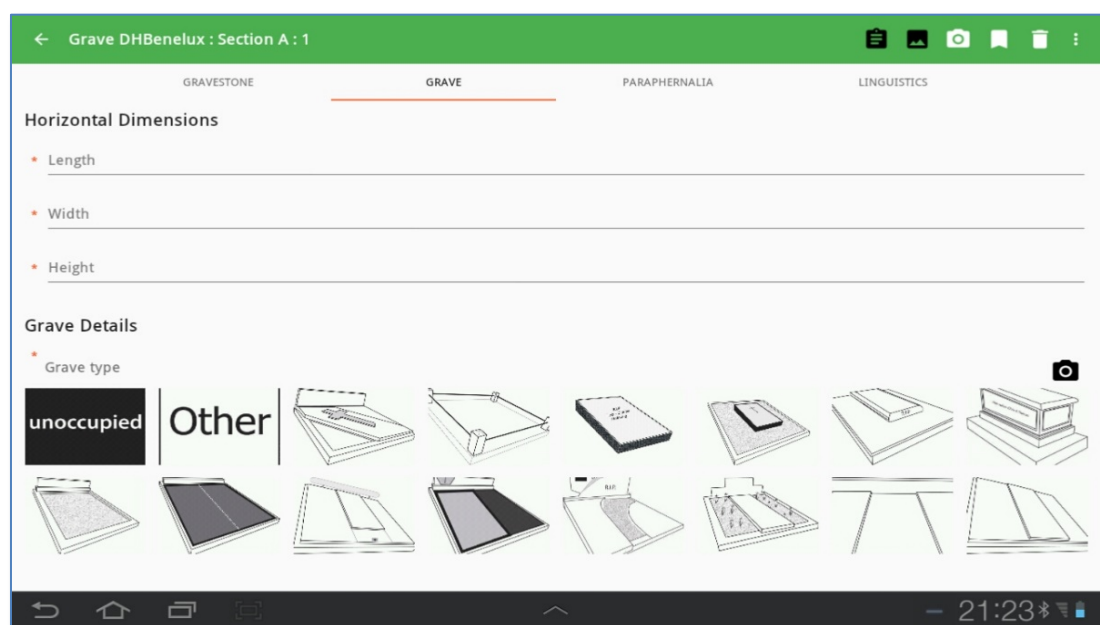 Grave DHBenelux : Section A : 1
GRAVESTONE GRAVE PARAPHERNALIA LINGUISTICS
Horizontal Dimensions
* Length
* Width
* Height
Grave Details
*
Grave type
unoccupied Other
21:23